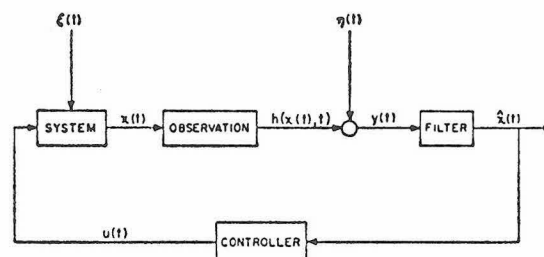 ξ(t)
η(t)
SYSTEM
x(t)
OBSERVATION
h(x(t),t)
y(t)
FILTER
x̂(t)
u(t)
CONTROLLER